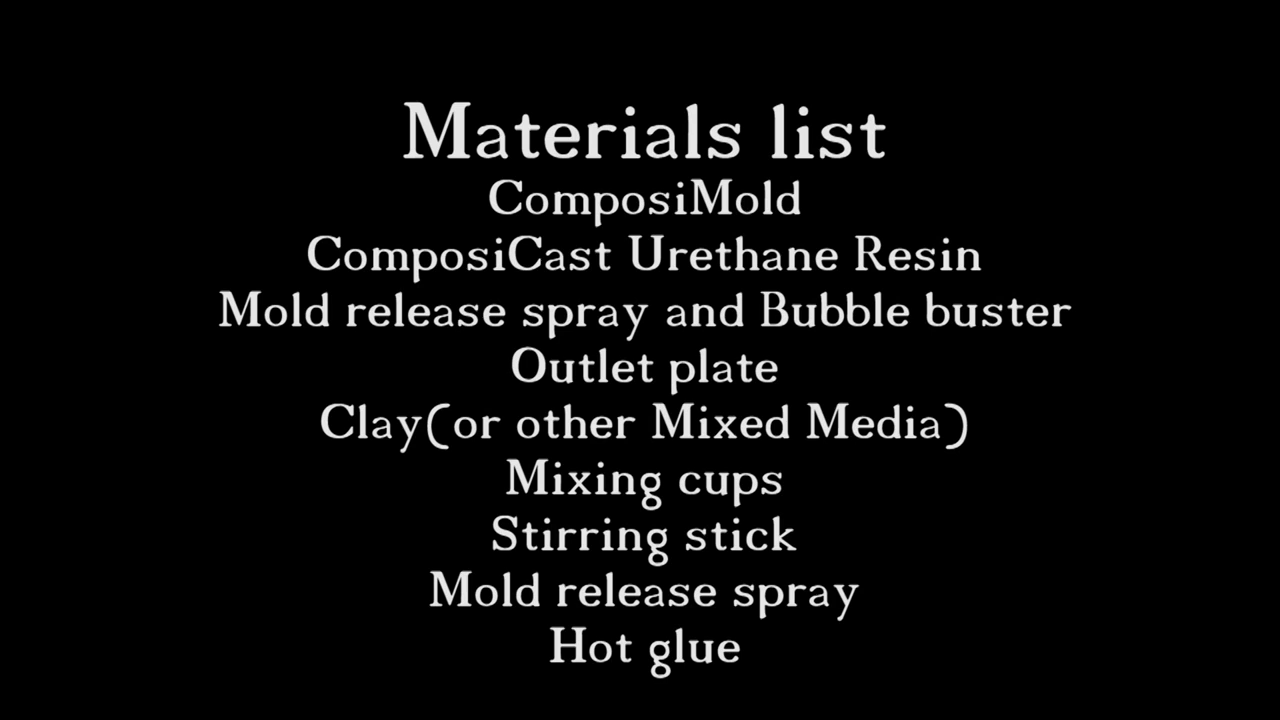 Materials list
ComposiMold
ComposiCast Urethane Resin
Mold release spray and Bubble buster
Outlet plate
Clay(or other Mixed Media)
Mixing cups
Stirring stick
Mold release spray
Hot glue